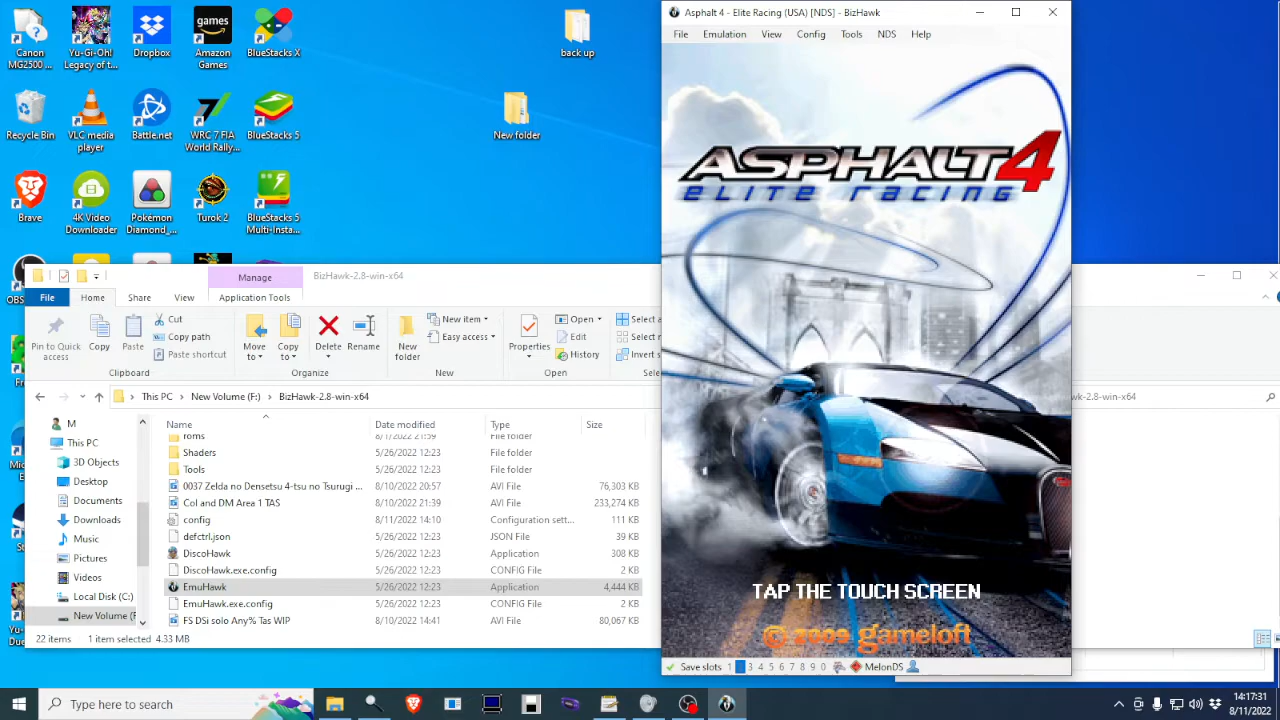 Canon MG2500 ...
Yu-Gi-Oh! Legacy of t...
Dropbox
Amazon Games
BlueStacks X
back up
Recycle Bin
VLC media player
Battle.net
WRC 7 FIA World Rally...
BlueStacks 5
New folder
Brave
4K Video Downloader
Pokemon Diamond_...
Turok 2
BlueStacks 5 Multi-Insta...
Asphalt 4 - Elite Racing (USA) [NDS] - BizHawk
File Emulation View Config Tools NDS Help
ASPHALT 4
elite racing
TAP THE TOUCH SCREEN
© 2009 gameloft
Save slots 1 3 4 5 6 7 8 9 0 MelonDS
Manage
BizHawk-2.8-win-x64
File Home Share View Application Tools
Pin to Quick access
Copy
Paste
Cut
Copy path
Paste shortcut
Move to
Copy to
Delete
Rename
New folder
New item
Easy access
Properties
Open
Edit
History
Select a
Select
Invert s
Clipboard Organize New Open
This PC New Volume (F:) BizHawk-2.8-win-x64
-2.8-win-x64
M
This PC
3D Objects
Desktop
Documents
Downloads
Music
Pictures
Videos
Local Disk (C:)
New Volume (F
Name Date modified Type Size
roms 8/1/2022 21:59 File folder
Shaders 5/26/2022 12:23 File folder
Tools 5/26/2022 12:23 File folder
0037 Zelda no Densetsu 4-tsu no Tsurugi ... 8/10/2022 20:57 AVI File 76,303 KB
Col and DM Area 1 TAS 8/10/2022 21:39 AVI File 233,274 KB
config 8/11/2022 14:10 Configuration sett... 111 KB
defctrl.json 5/26/2022 12:23 JSON File 39 KB
DiscoHawk 5/26/2022 12:23 Application 308 KB
DiscoHawk.exe.config 5/26/2022 12:23 CONFIG File 2 KB
EmuHawk 5/26/2022 12:23 Application 4,444 KB
EmuHawk.exe.config 5/26/2022 12:23 CONFIG File 2 KB
FS DSi solo Any% Tas WIP 8/10/2022 14:41 AVI File 80,067 KB
22 items 1 item selected 4.33 MB
Type here to search
14:17:31
8/11/2022